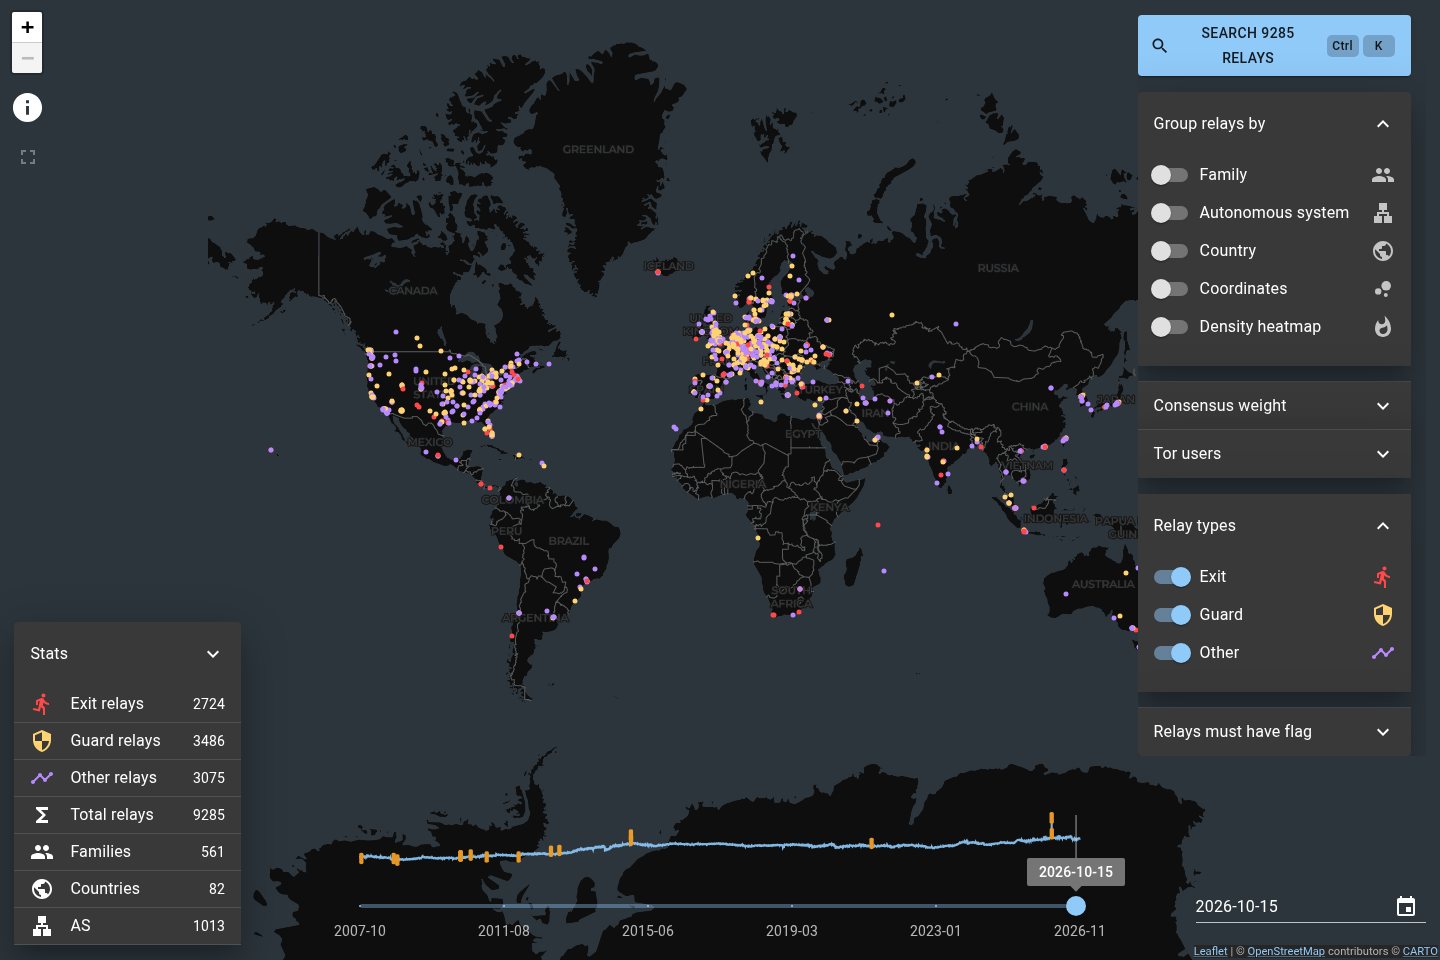 +
−
SEARCH 9285
RELAYS
Ctrl
K
Group relays by
Family
Autonomous system
Country
Coordinates
Density heatmap
Consensus weight
Tor users
Relay types
Exit
Guard
Other
Relays must have flag
GREENLAND
ICELAND
RUSSIA
CANADA
CHINA
IRAN
EGYPT
MEXICO
INDIA
VIETNAM
NIGERIA
COLOMBIA
KENYA
INDONESIA
PAPUA
PERU
BRAZIL
AUSTRALIA
SOUTH
AFRICA
ARGENTINA
Stats
Exit relays 2724
Guard relays 3486
Other relays 3075
Total relays 9285
Families 561
Countries 82
AS 1013
2026-10-15
2007-10
2011-08
2015-06
2019-03
2023-01
2026-11
2026-10-15
Leaflet | © OpenStreetMap contributors © CARTO